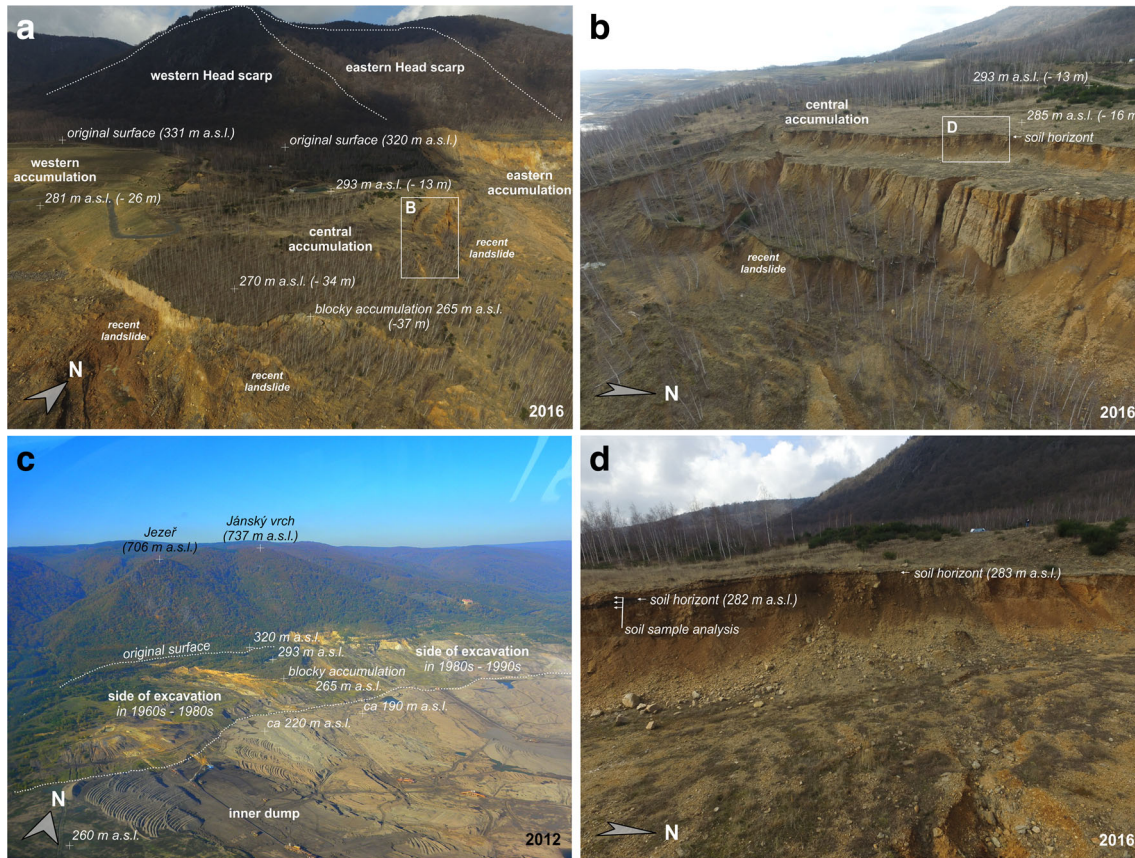 a
western Head scarp
eastern Head scarp
original surface (331 m a.s.l.)
original surface (320 m a.s.l.)
western
accumulation
eastern
accumulation
281 m a.s.l. (- 26 m)
293 m a.s.l. (- 13 m)
B
central
accumulation
recent
landslide
270 m a.s.l. (- 34 m)
blocky accumulation 265 m a.s.l.
(-37 m)
recent
landslide
recent
landslide
N
2016
b
293 m a.s.l. (- 13 m)
central
accumulation
285 m a.s.l. (- 16 m)
D
soil horizont
recent
landslide
N
2016
c
Jezeř
(706 m a.s.l.)
Jánský vrch
(737 m a.s.l.)
original surface
320 m a.s.l.
293 m a.s.l.
side of excavation
in 1980s - 1990s
blocky accumulation
265 m a.s.l.
side of excavation
in 1960s - 1980s
ca 190 m a.s.l.
ca 220 m a.s.l.
N
inner dump
260 m a.s.l.
2012
d
soil horizont (283 m a.s.l.)
soil horizont (282 m a.s.l.)
soil sample analysis
N
2016